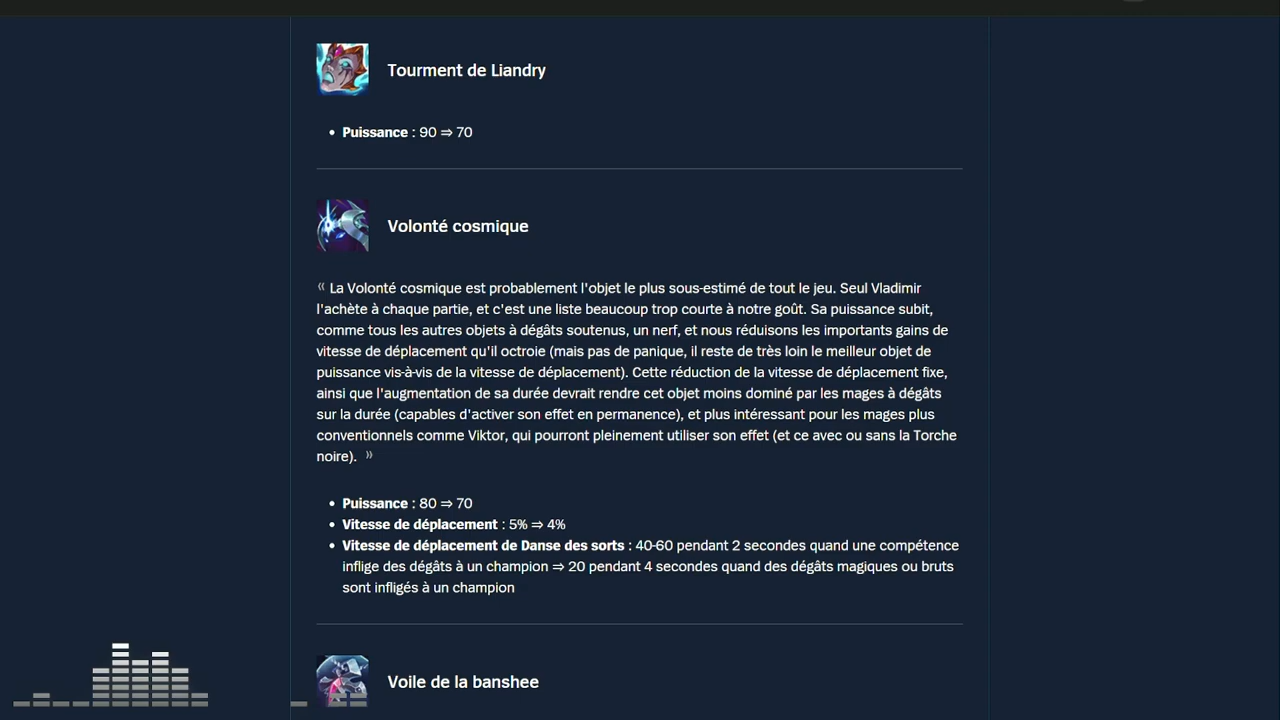 Tourment de Liandry
• Puissance : 90 ⇒ 70
Volonté cosmique
« La Volonté cosmique est probablement l'objet le plus sous-estimé de tout le jeu. Seul Vladimir
l'achète à chaque partie, et c'est une liste beaucoup trop courte à notre goût. Sa puissance subit,
comme tous les autres objets à dégâts soutenus, un nerf, et nous réduisons les importants gains de
vitesse de déplacement qu'il octroie (mais pas de panique, il reste de très loin le meilleur objet de
puissance vis-à-vis de la vitesse de déplacement). Cette réduction de la vitesse de déplacement fixe,
ainsi que l'augmentation de sa durée devrait rendre cet objet moins dominé par les mages à dégâts
sur la durée (capables d'activer son effet en permanence), et plus intéressant pour les mages plus
conventionnels comme Viktor, qui pourront pleinement utiliser son effet (et ce avec ou sans la Torche
noire). »
• Puissance : 80 ⇒ 70
• Vitesse de déplacement : 5% ⇒ 4%
• Vitesse de déplacement de Danse des sorts : 40-60 pendant 2 secondes quand une compétence
inflige des dégâts à un champion ⇒ 20 pendant 4 secondes quand des dégâts magiques ou bruts
sont infligés à un champion
Voile de la banshee